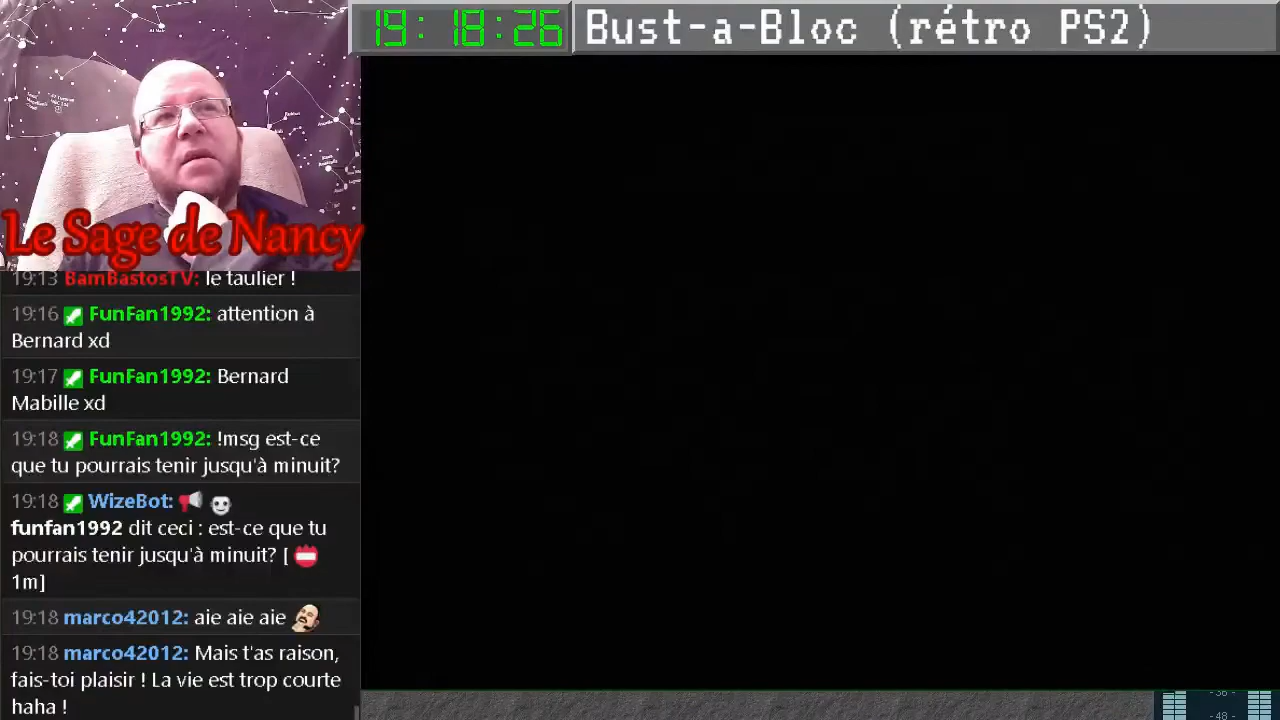 19:18:26 Bust-a-Bloc (rétro PS2)
Le Sage de Nancy
19:13 BamBastosTV: le taulier !
19:16 FunFan1992: attention à
Bernard xd
19:17 FunFan1992: Bernard
Mabille xd
19:18 FunFan1992: !msg est-ce
que tu pourrais tenir jusqu'à minuit?
19:18 WizeBot:
funfan1992 dit ceci : est-ce que tu
pourrais tenir jusqu'à minuit? [
1m]
19:18 marco42012: aie aie aie
19:18 marco42012: Mais t'as raison,
fais-toi plaisir ! La vie est trop courte
haha !
-48-